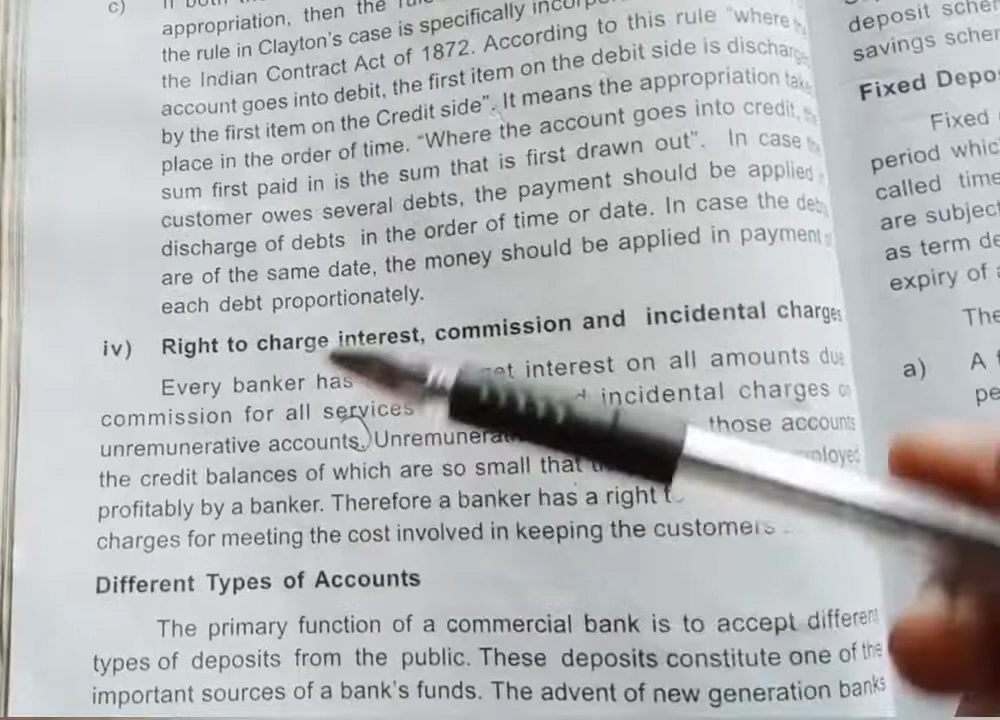 c)
appropriation, then the
the rule in Clayton's case is specifically
the Indian Contract Act of 1872. According to this rule "where
account goes into debit, the first item on the debit side is
by the first item on the Credit side". It means the appropriation
place in the order of time. "Where the account goes into credit,
sum first paid in is the sum that is first drawn out". In case
customer owes several debts, the payment should be applied
discharge of debts in the order of time or date. In case the
are of the same date, the money should be applied in payment
each debt proportionately.
iv) Right to charge interest, commission and incidental charges
Every banker has interest on all amounts due
commission for all services incidental charges
unremunerative accounts. those accounts
the credit balances of which are so small that
profitably by a banker. Therefore a banker has a right
charges for meeting the cost involved in keeping the
Different Types of Accounts
The primary function of a commercial bank is to accept different
types of deposits from the public. These deposits constitute one of the
important sources of a bank's funds. The advent of new generation banks
deposit
savings
Fixed
Fixed
period
called time
are
as term
expiry of
The
a) A